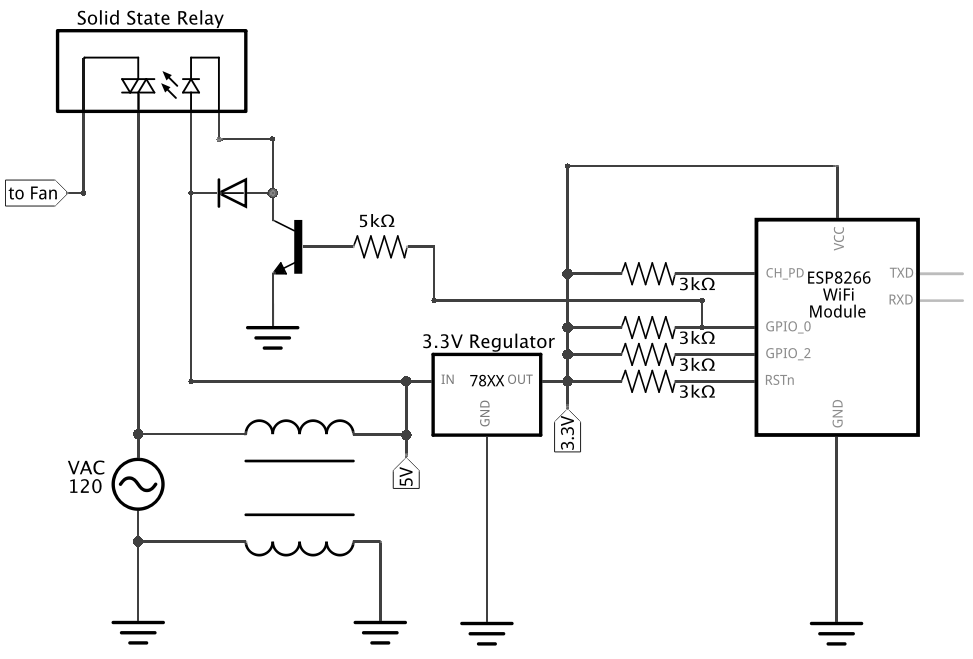 Solid State Relay
to Fan
5kΩ
VCC
CH_PD
ESP8266
WiFi
Module
TXD
RXD
3kΩ
GPIO_0
3kΩ
GPIO_2
3kΩ
RSTn
3kΩ
GND
3.3V Regulator
IN
78XX
OUT
GND
3.3V
5V
VAC
120